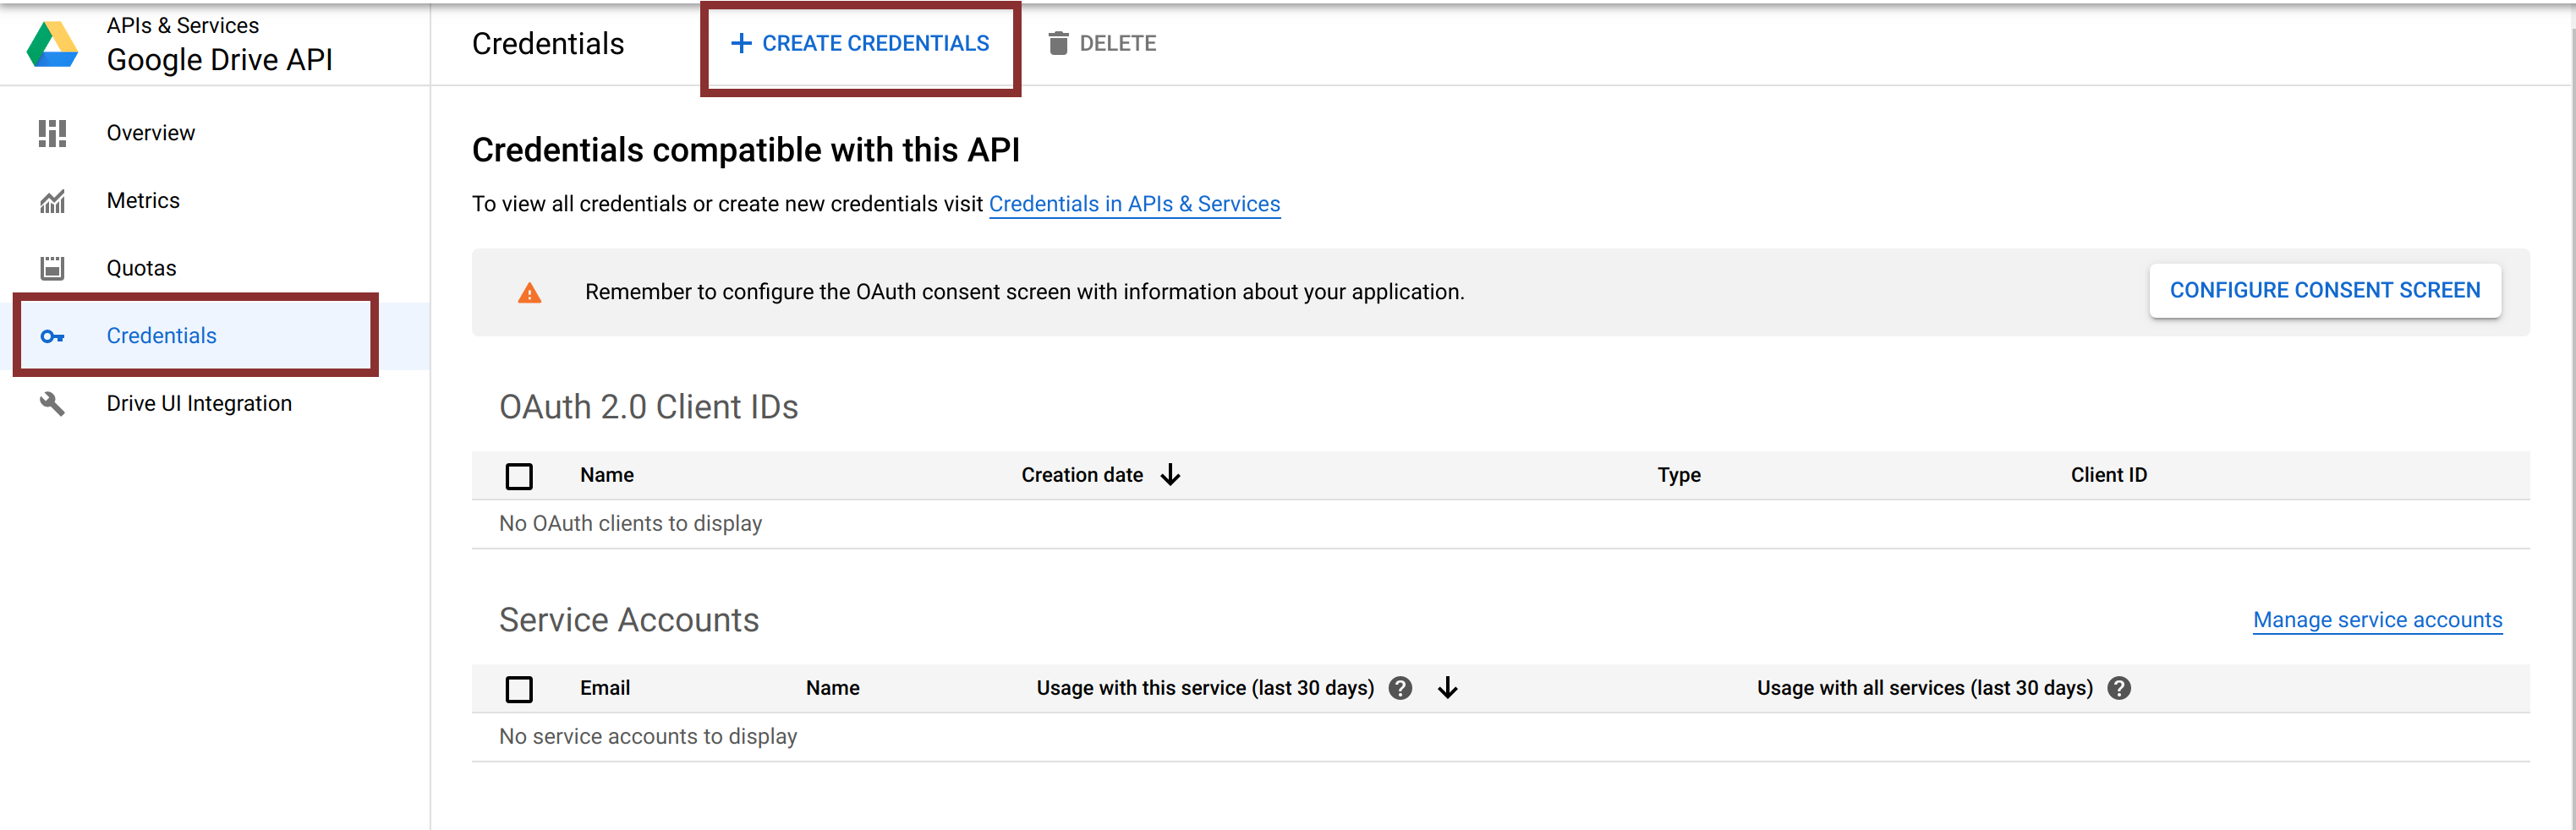 APIs & Services
Google Drive API
Credentials
CREATE CREDENTIALS
DELETE
Overview
Metrics
Quotas
Credentials
Drive UI Integration
Credentials compatible with this API
To view all credentials or create new credentials visit Credentials in APIs & Services
Remember to configure the OAuth consent screen with information about your application.
CONFIGURE CONSENT SCREEN
OAuth 2.0 Client IDs
Name Creation date Type Client ID
No OAuth clients to display
Service Accounts
Manage service accounts
Email Name Usage with this service (last 30 days) Usage with all services (last 30 days)
No service accounts to display